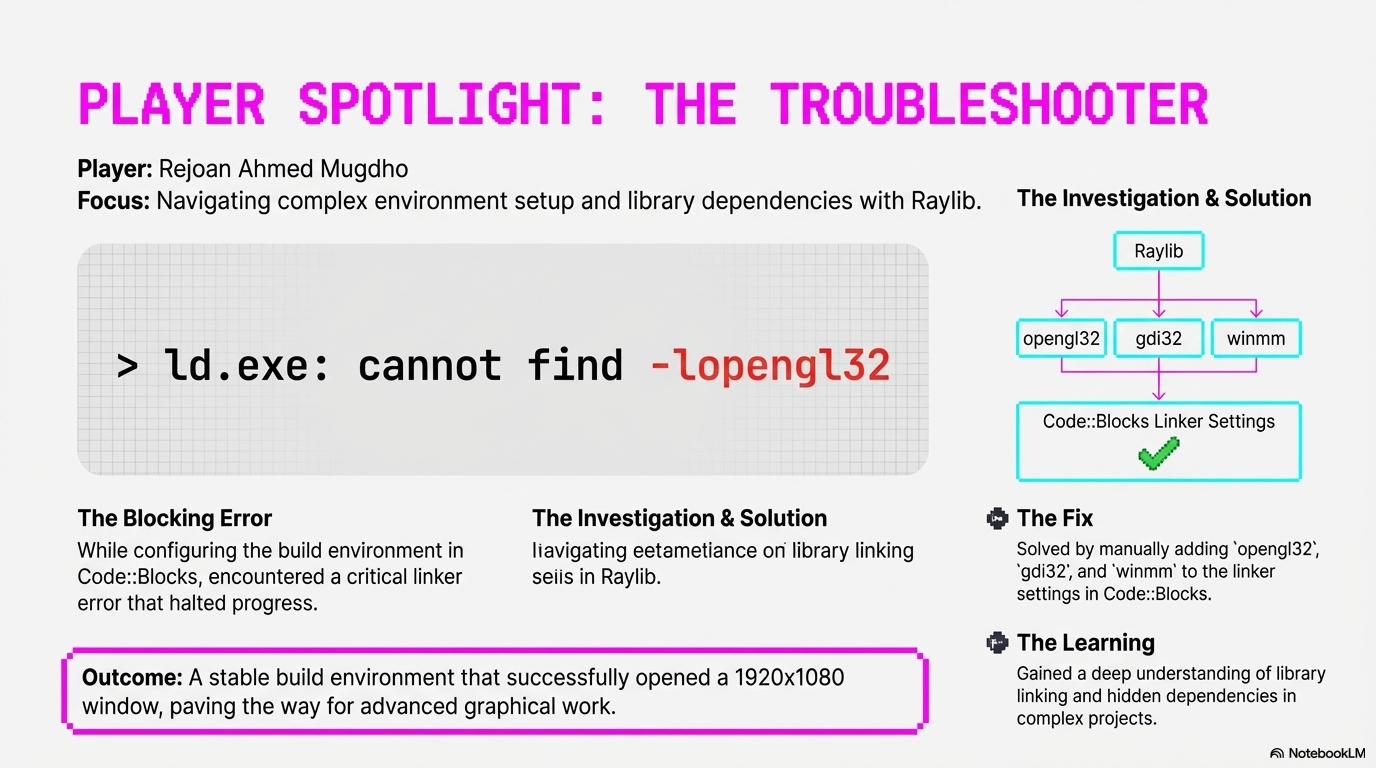 PLAYER SPOTLIGHT: THE TROUBLESHOOTER
Player: Rejoan Ahmed Mugdho
Focus: Navigating complex environment setup and library dependencies with Raylib.
> ld.exe: cannot find -lopengl32
The Blocking Error
While configuring the build environment in
Code::Blocks, encountered a critical linker
error that halted progress.
The Investigation & Solution
on library linking
in Raylib.
Outcome: A stable build environment that successfully opened a 1920x1080
window, paving the way for advanced graphical work.
The Investigation & Solution
Raylib
opengl32
gdi32
winmm
Code::Blocks Linker Settings
The Fix
Solved by manually adding `opengl32`,
`gdi32`, and `winmm` to the linker
settings in Code::Blocks.
The Learning
Gained a deep understanding of library
linking and hidden dependencies in
complex projects.
NotebookLM